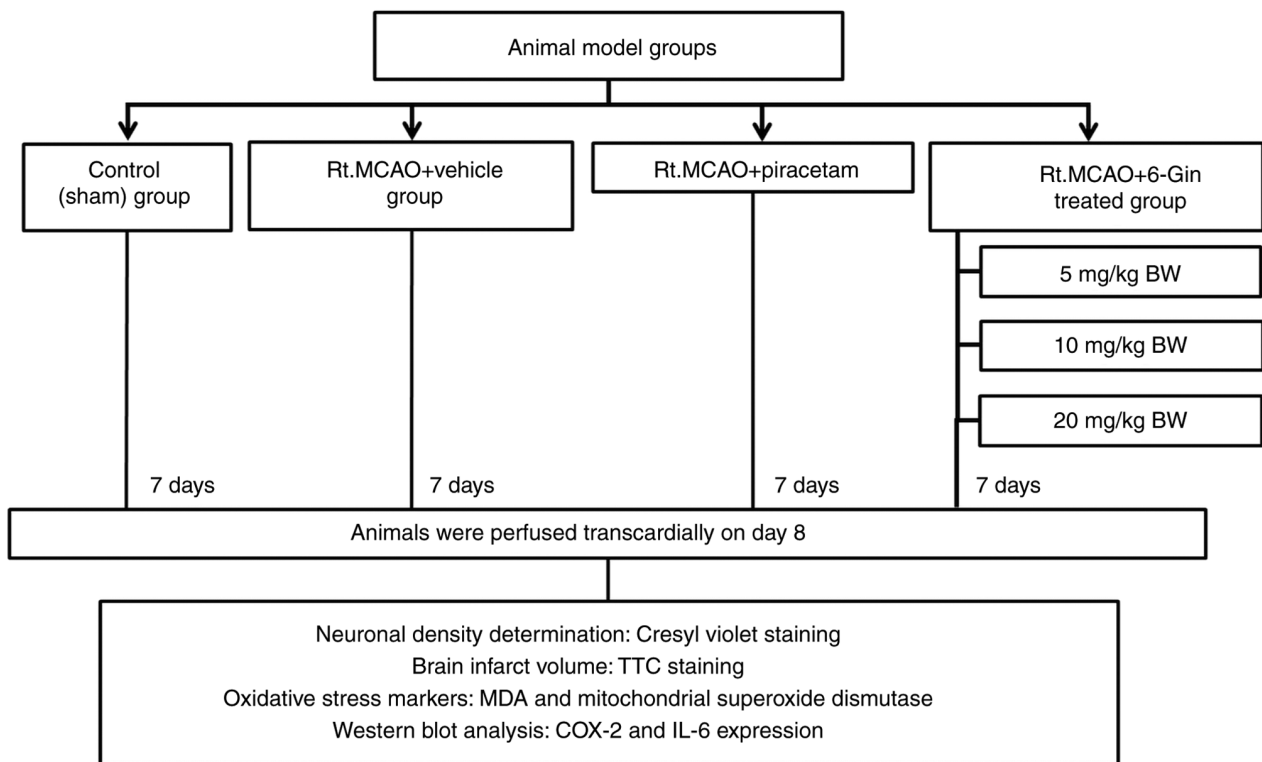 Animal model groups
Control
(sham) group
Rt.MCAO+vehicle
group
Rt.MCAO+piracetam
Rt.MCAO+6-Gin
treated group
5 mg/kg BW
10 mg/kg BW
20 mg/kg BW
7 days
7 days
7 days
7 days
Animals were perfused transcardially on day 8
Neuronal density determination: Cresyl violet staining
Brain infarct volume: TTC staining
Oxidative stress markers: MDA and mitochondrial superoxide dismutase
Western blot analysis: COX-2 and IL-6 expression